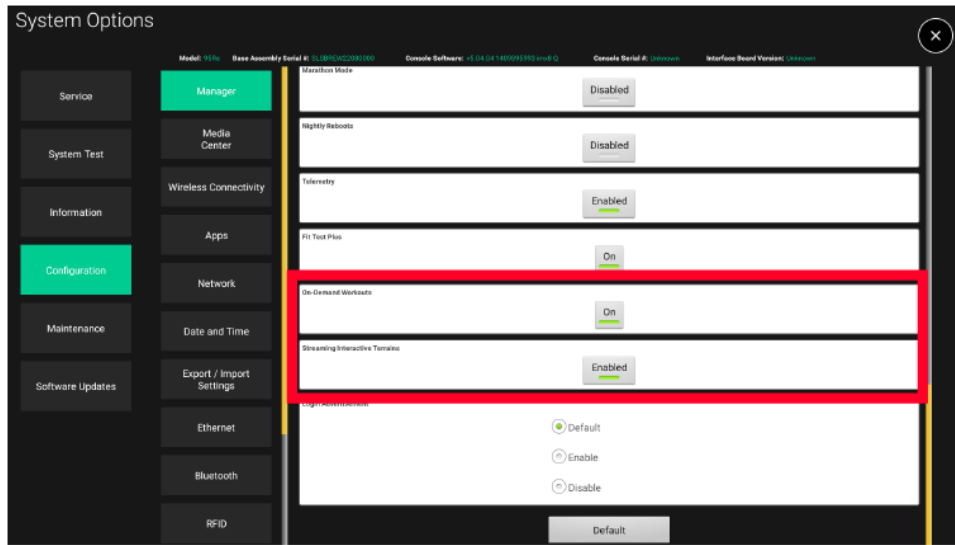 System Options
Model: 95Rs Base Assembly Serial #: Console Software: Console Serial #: Unknown Interface Board Version: Unknown
Service
System Test
Information
Configuration
Maintenance
Software Updates
Manager
Media
Center
Wireless Connectivity
Apps
Network
Date and Time
Export / Import
Settings
Ethernet
Bluetooth
RFID
Marathon Mode
Disabled
Nightly Reboots
Disabled
Telemetry
Enabled
Fit Test Plus
On
On-Demand Workouts
On
Streaming Interactive Terrains
Enabled
Login Advertisement
Default
Enable
Disable
Default